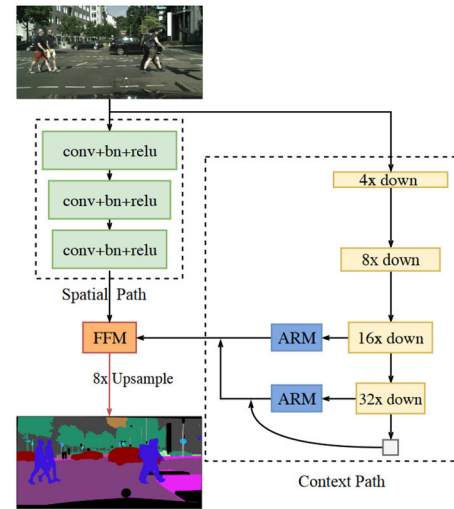 conv+bn+relu
conv+bn+relu
conv+bn+relu
Spatial Path
4x down
8x down
FFM
ARM
16x down
8x Upsample
ARM
32x down
Context Path